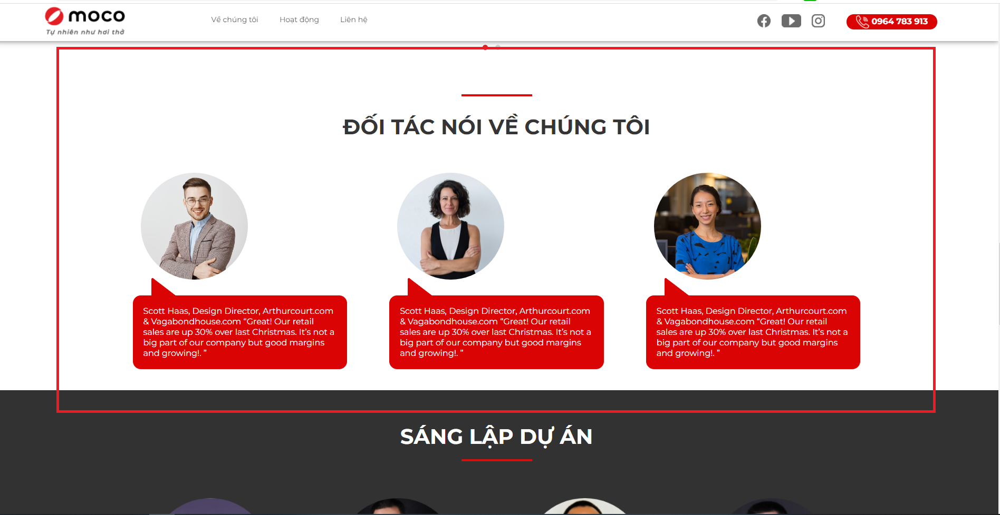 moco
Tự nhiên như hơi thở
Về chúng tôi
Hoạt động
Liên hệ
0964 783 913
ĐỐI TÁC NÓI VỀ CHÚNG TÔI
Scott Haas, Design Director, Arthurcourt.com
& Vagabondhouse.com “Great! Our retail
sales are up 30% over last Christmas. It’s not a
big part of our company but good margins
and growing!. ”
Scott Haas, Design Director, Arthurcourt.com
& Vagabondhouse.com “Great! Our retail
sales are up 30% over last Christmas. It’s not a
big part of our company but good margins
and growing!. ”
Scott Haas, Design Director, Arthurcourt.com
& Vagabondhouse.com “Great! Our retail
sales are up 30% over last Christmas. It’s not a
big part of our company but good margins
and growing!. ”
SÁNG LẬP DỰ ÁN